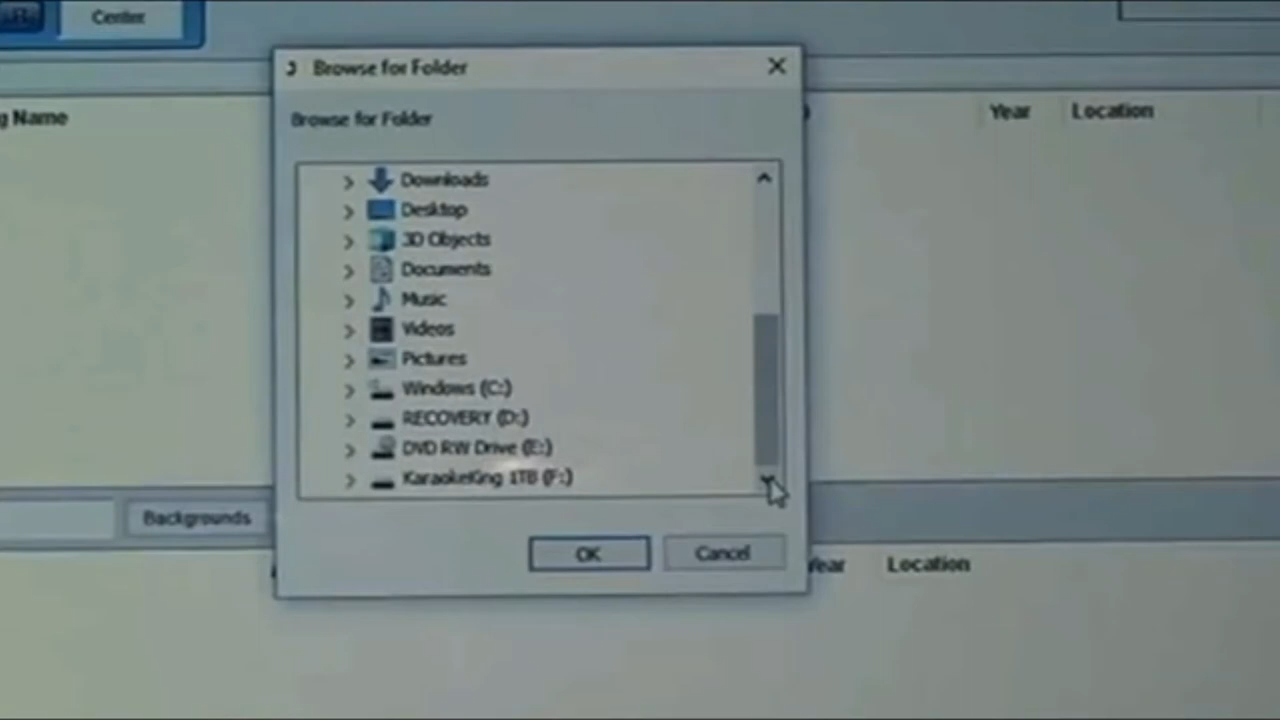 Center
Browse for Folder
Browse for Folder
g Name
Year
Location
Downloads
Desktop
3D Objects
Documents
Music
Videos
Pictures
Windows (C:)
RECOVERY (D:)
DVD RW Drive (E:)
KaraokeKing 1TB (F:)
Backgrounds
OK
Cancel
Year
Location